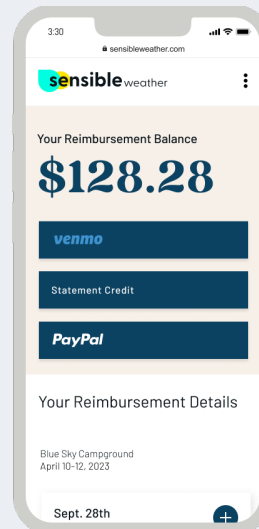 3:30
sensibleweather.com
sensible weather
Your Reimbursement Balance
$128.28
venmo
Statement Credit
PayPal
Your Reimbursement Details
Blue Sky Campground
April 10-12, 2023
Sept. 28th